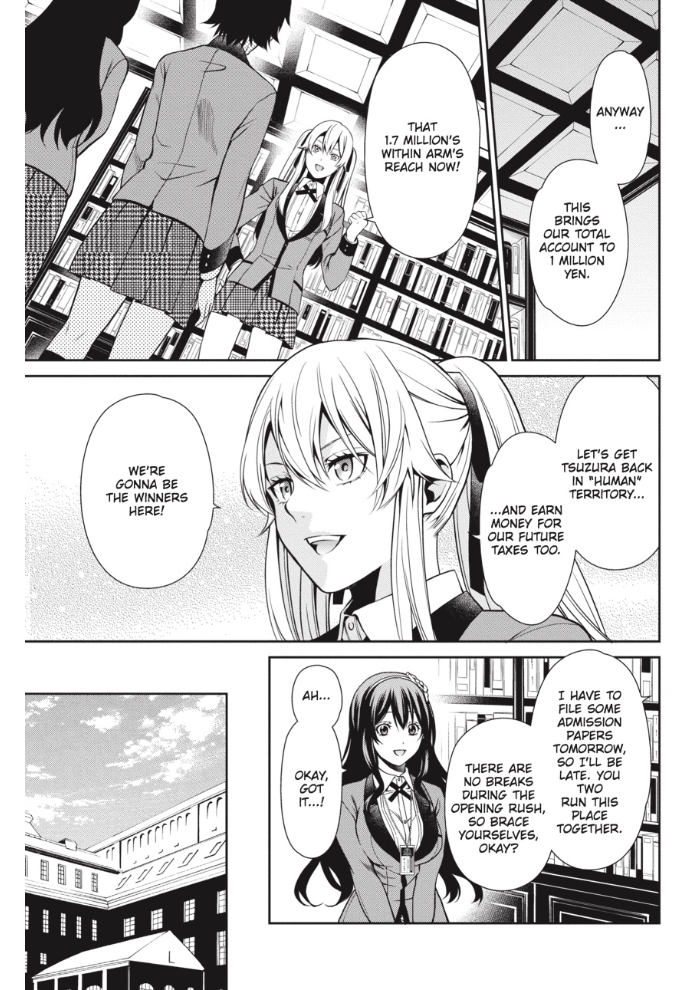 ANYWAY
...
THIS
BRINGS
OUR TOTAL
ACCOUNT TO
1 MILLION
YEN.
THAT
1.7 MILLION'S
WITHIN ARM'S
REACH NOW!
LET'S GET
TSUZURA BACK
IN "HUMAN"
TERRITORY...
...AND EARN
MONEY FOR
OUR FUTURE
TAXES TOO.
WE'RE
GONNA BE
THE WINNERS
HERE!
I HAVE TO
FILE SOME
ADMISSION
PAPERS
TOMORROW,
SO I'LL BE
LATE. YOU
TWO
RUN THIS
PLACE
TOGETHER.
THERE ARE
NO BREAKS
DURING THE
OPENING RUSH,
SO BRACE
YOURSELVES,
OKAY?
AH...
OKAY,
GOT
IT...!